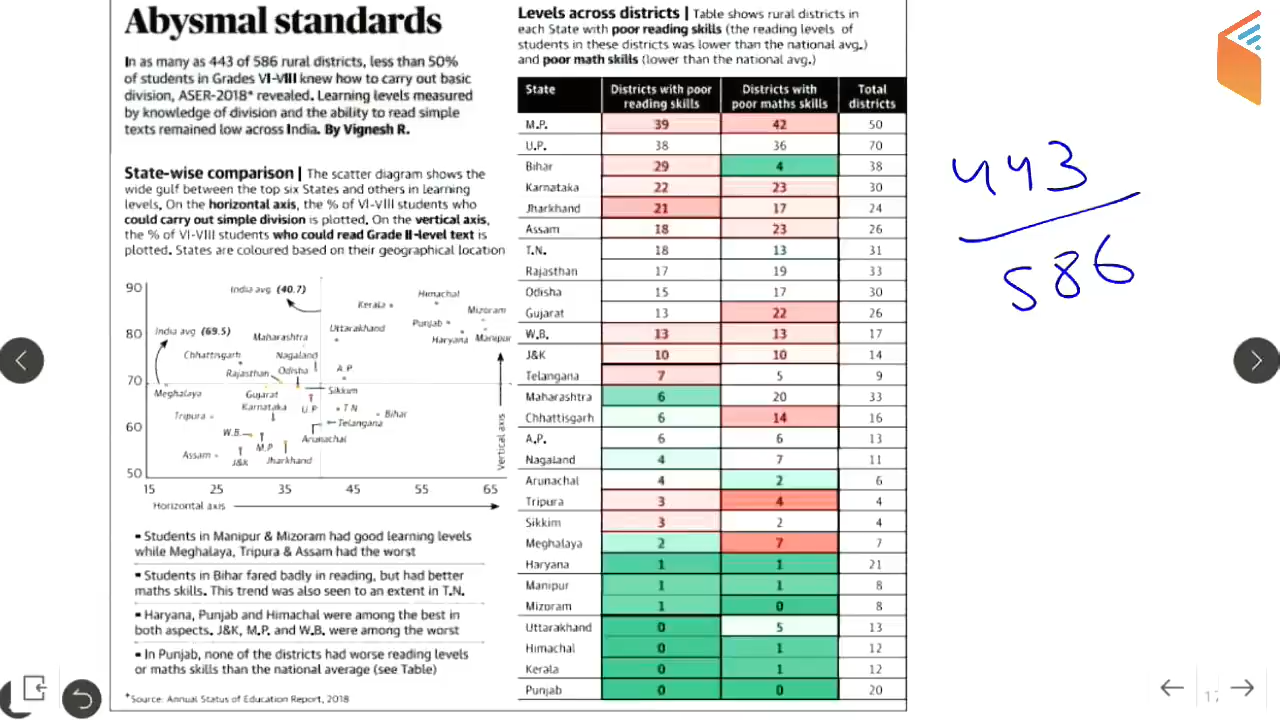 Abysmal standards
In as many as 443 of 586 rural districts, less than 50%
of students in Grades VI-VIII knew how to carry out basic
division, ASER-2018* revealed. Learning levels measured
by knowledge of division and the ability to read simple
texts remained low across India. By Vignesh R.
State-wise comparison | The scatter diagram shows the
wide gulf between the top six States and others in learning
levels. On the horizontal axis, the % of VI-VIII students who
could carry out simple division is plotted. On the vertical axis,
the % of VI-VIII students who could read Grade II-level text is
plotted. States are coloured based on their geographical location
90
India avg (40.7)
Kerala
Himachal
Mizoram
80
India avg (69.5)
Maharashtra
Uttarakhand
Punjab
Haryana
Manipur
Chhattisgarh
Nagaland
Rajasthan
Odisha
A.P
70
Meghalaya
Gujarat
Sikkim
Karnataka
U.P
T N
Bihar
Tripura
Telangana
60
W.B.
M.P
Arunachal
Assam
J&K
Jharkhand
50
Vertical axis
15 25 35 45 55 65
Horizontal axis
Students in Manipur & Mizoram had good learning levels
while Meghalaya, Tripura & Assam had the worst
Students in Bihar fared badly in reading, but had better
maths skills. This trend was also seen to an extent in T.N.
Haryana, Punjab and Himachal were among the best in
both aspects. J&K, M.P. and W.B. were among the worst
In Punjab, none of the districts had worse reading levels
or maths skills than the national average (see Table)
*Source: Annual Status of Education Report, 2018
Levels across districts | Table shows rural districts in
each State with poor reading skills (the reading levels of
students in these districts was lower than the national avg.)
and poor math skills (lower than the national avg.)
State Districts with poor reading skills Districts with poor maths skills Total districts
M.P. 39 42 50
U.P. 38 36 70
Bihar 29 4 38
Karnataka 22 23 30
Jharkhand 21 17 24
Assam 18 23 26
T.N. 18 13 31
Rajasthan 17 19 33
Odisha 15 17 30
Gujarat 13 22 26
W.B. 13 13 17
J&K 10 10 14
Telangana 7 5 9
Maharashtra 6 20 33
Chhattisgarh 6 14 16
A.P. 6 6 13
Nagaland 4 7 11
Arunachal 4 2 6
Tripura 3 4 4
Sikkim 3 2 4
Meghalaya 2 7 7
Haryana 1 1 21
Manipur 1 1 8
Mizoram 1 0 8
Uttarakhand 0 5 13
Himachal 0 1 12
Kerala 0 1 12
Punjab 0 0 20
443
586